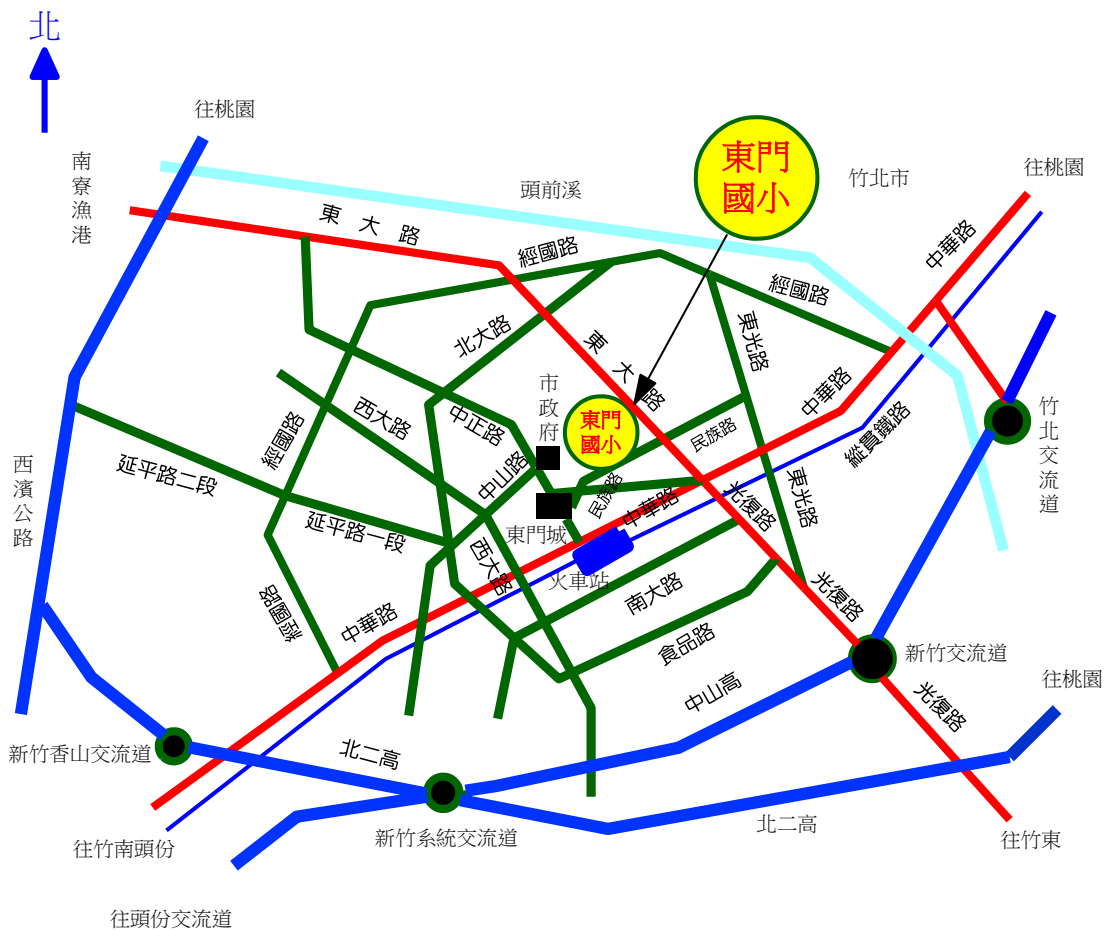 北
往桃園
南寮漁港
頭前溪
東門
國小
竹北市
往桃園
東大路
經國路
中華路
經國路
北大路
東光路
東大路
市政府
東門
國小
西大路
中正路
中華路
縱貫鐵路
竹北交流道
經國路
民族路
中山路
延平路二段
西濱公路
民族路
光復路
東光路
中華路
延平路一段
東門城
西大路
火車站
南大路
光復路
經國路
中華路
食品路
新竹交流道
中山高
往桃園
光復路
新竹香山交流道
北二高
北二高
新竹系統交流道
往竹東
往竹南頭份
往頭份交流道